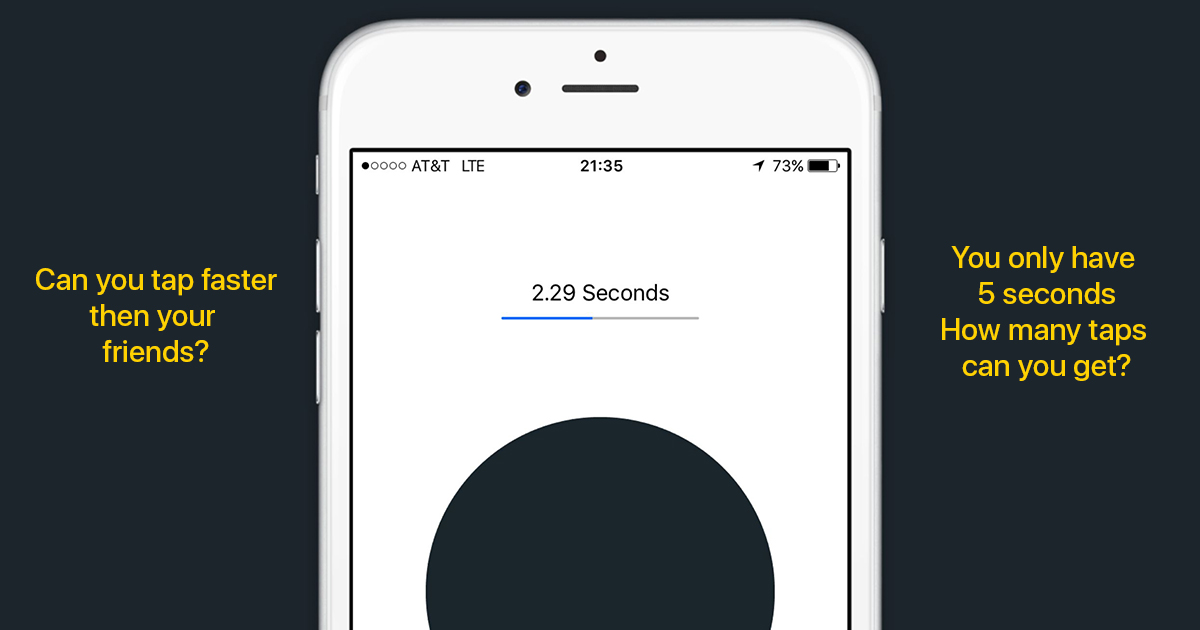 AT&T LTE 21:35 73%
Can you tap faster
then your
friends?
2.29 Seconds
You only have
5 seconds
How many taps
can you get?